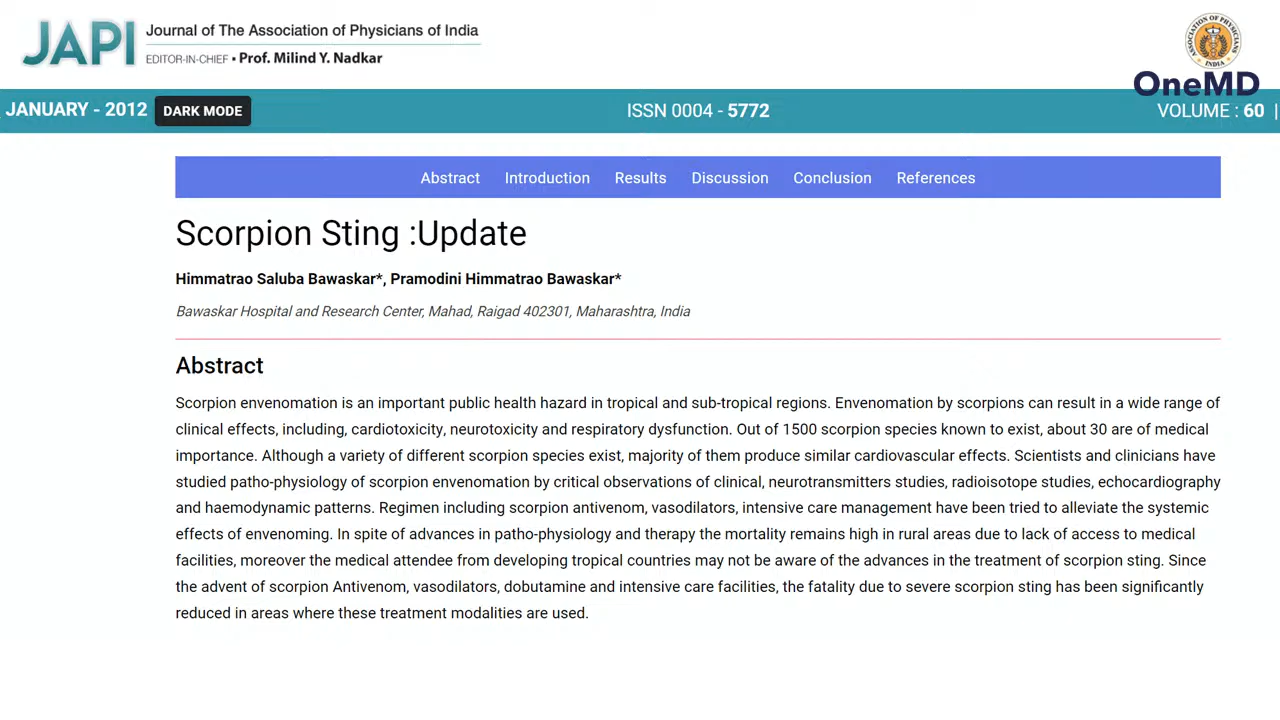 JAPI
Journal of The Association of Physicians of India
EDITOR-IN-CHIEF • Prof. Milind Y. Nadkar
ASSOCIATION OF PHYSICIANS
INDIA
OneMD
JANUARY - 2012 DARK MODE ISSN 0004 - 5772 VOLUME : 60 |
Abstract Introduction Results Discussion Conclusion References
Scorpion Sting :Update
Himmatrao Saluba Bawaskar*, Pramodini Himmatrao Bawaskar*
Bawaskar Hospital and Research Center, Mahad, Raigad 402301, Maharashtra, India
Abstract
Scorpion envenomation is an important public health hazard in tropical and sub-tropical regions. Envenomation by scorpions can result in a wide range of
clinical effects, including, cardiotoxicity, neurotoxicity and respiratory dysfunction. Out of 1500 scorpion species known to exist, about 30 are of medical
importance. Although a variety of different scorpion species exist, majority of them produce similar cardiovascular effects. Scientists and clinicians have
studied patho-physiology of scorpion envenomation by critical observations of clinical, neurotransmitters studies, radioisotope studies, echocardiography
and haemodynamic patterns. Regimen including scorpion antivenom, vasodilators, intensive care management have been tried to alleviate the systemic
effects of envenoming. In spite of advances in patho-physiology and therapy the mortality remains high in rural areas due to lack of access to medical
facilities, moreover the medical attendee from developing tropical countries may not be aware of the advances in the treatment of scorpion sting. Since
the advent of scorpion Antivenom, vasodilators, dobutamine and intensive care facilities, the fatality due to severe scorpion sting has been significantly
reduced in areas where these treatment modalities are used.